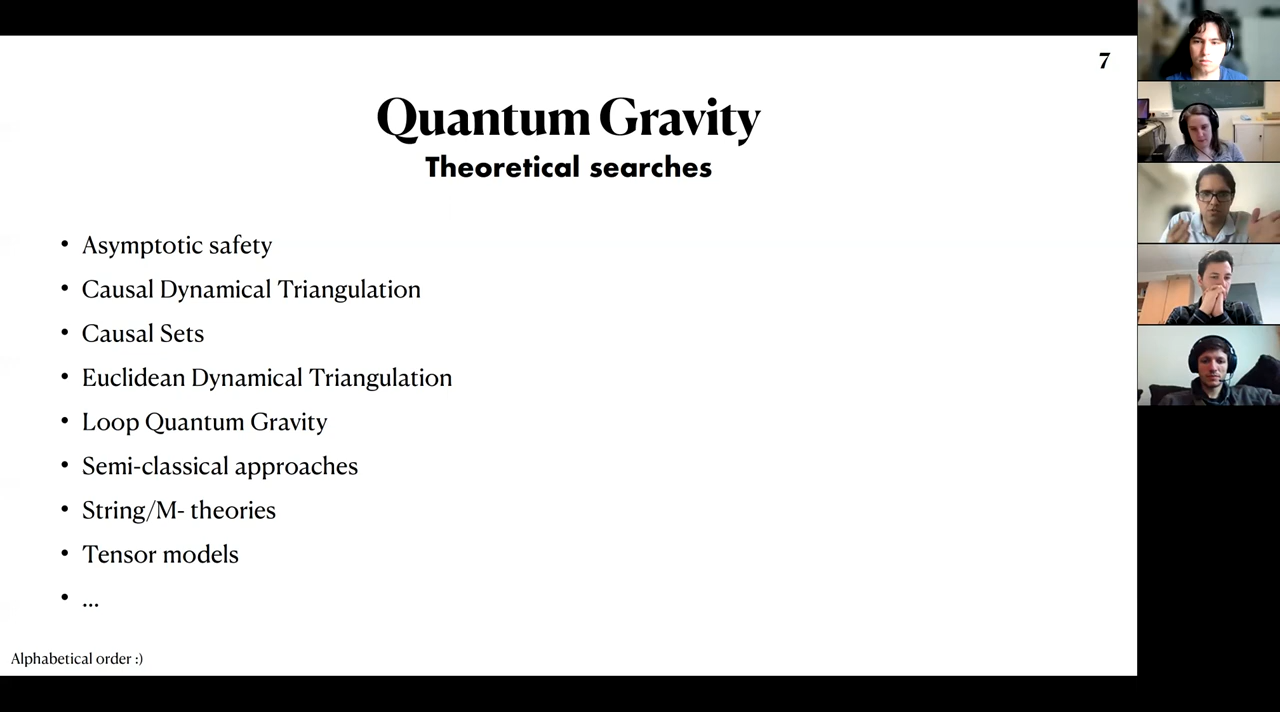 7
Quantum Gravity
Theoretical searches
• Asymptotic safety
• Causal Dynamical Triangulation
• Causal Sets
• Euclidean Dynamical Triangulation
• Loop Quantum Gravity
• Semi-classical approaches
• String/M- theories
• Tensor models
• ...
Alphabetical order :)